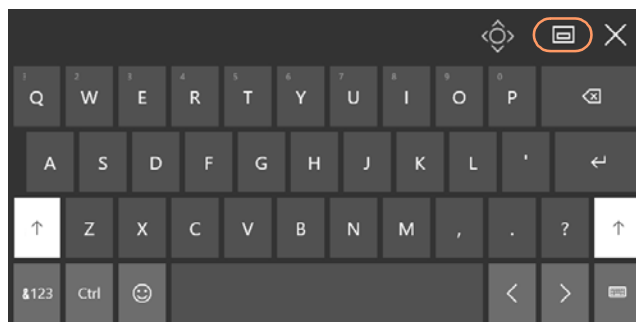 1 2 3 4 5 6 7 8 9 0
Q W E R T Y U I O P
A S D F G H J K L '
Z X C V B N M , . ?
&123 Ctrl